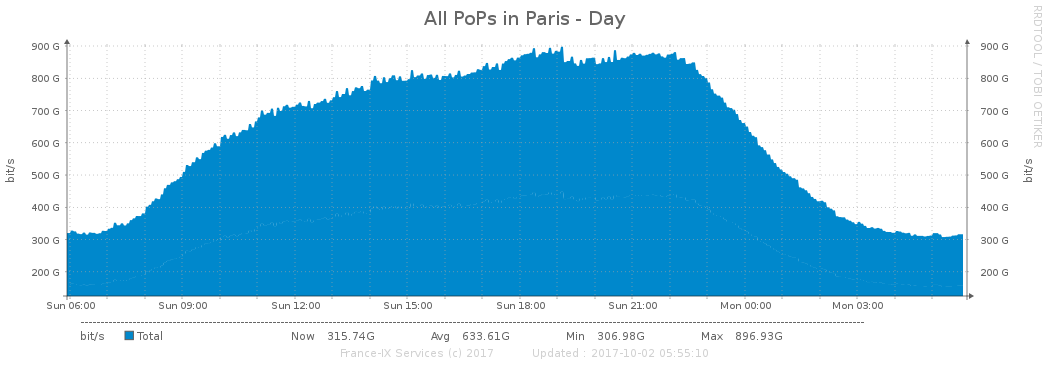 All PoPs in Paris - Day
RRDTOOL / TOBI OETIKER
bit/s
900 G
900 G
800 G
800 G
700 G
700 G
600 G
600 G
500 G
500 G
400 G
400 G
300 G
300 G
200 G
200 G
bit/s
Sun 06:00 Sun 09:00 Sun 12:00 Sun 15:00 Sun 18:00 Sun 21:00 Mon 00:00 Mon 03:00
bit/s Total Now 315.74G Avg 633.61G Min 306.98G Max 896.93G
France-IX Services (c) 2017 Updated : 2017-10-02 05:55:10